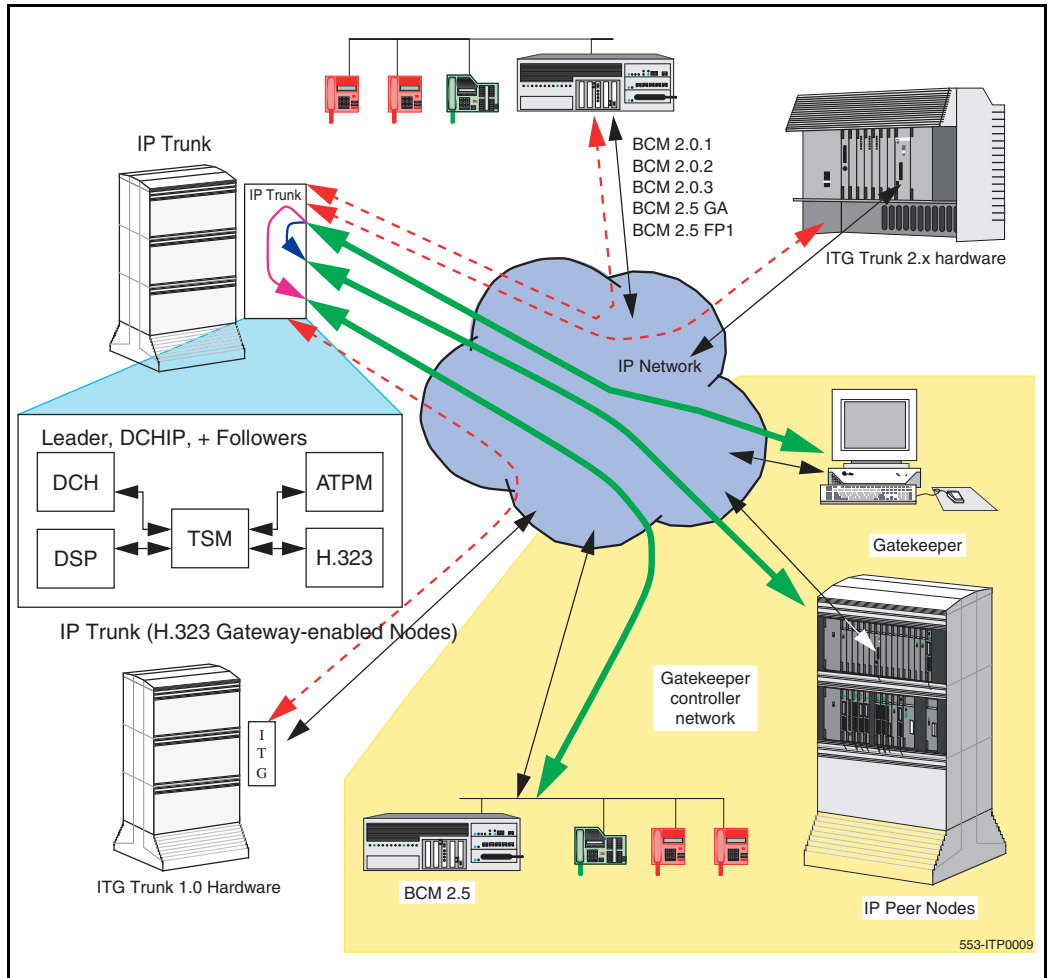 BCM 2.0.1
BCM 2.0.2
BCM 2.0.3
BCM 2.5 GA
BCM 2.5 FP1
IP Trunk
IP Trunk
ITG Trunk 2.x hardware
IP Network
Leader, DCHIP, + Followers
DCH
ATPM
TSM
DSP
H.323
Gatekeeper
IP Trunk (H.323 Gateway-enabled Nodes)
Gatekeeper
controller
network
I
T
G
ITG Trunk 1.0 Hardware
BCM 2.5
IP Peer Nodes
553-ITP0009